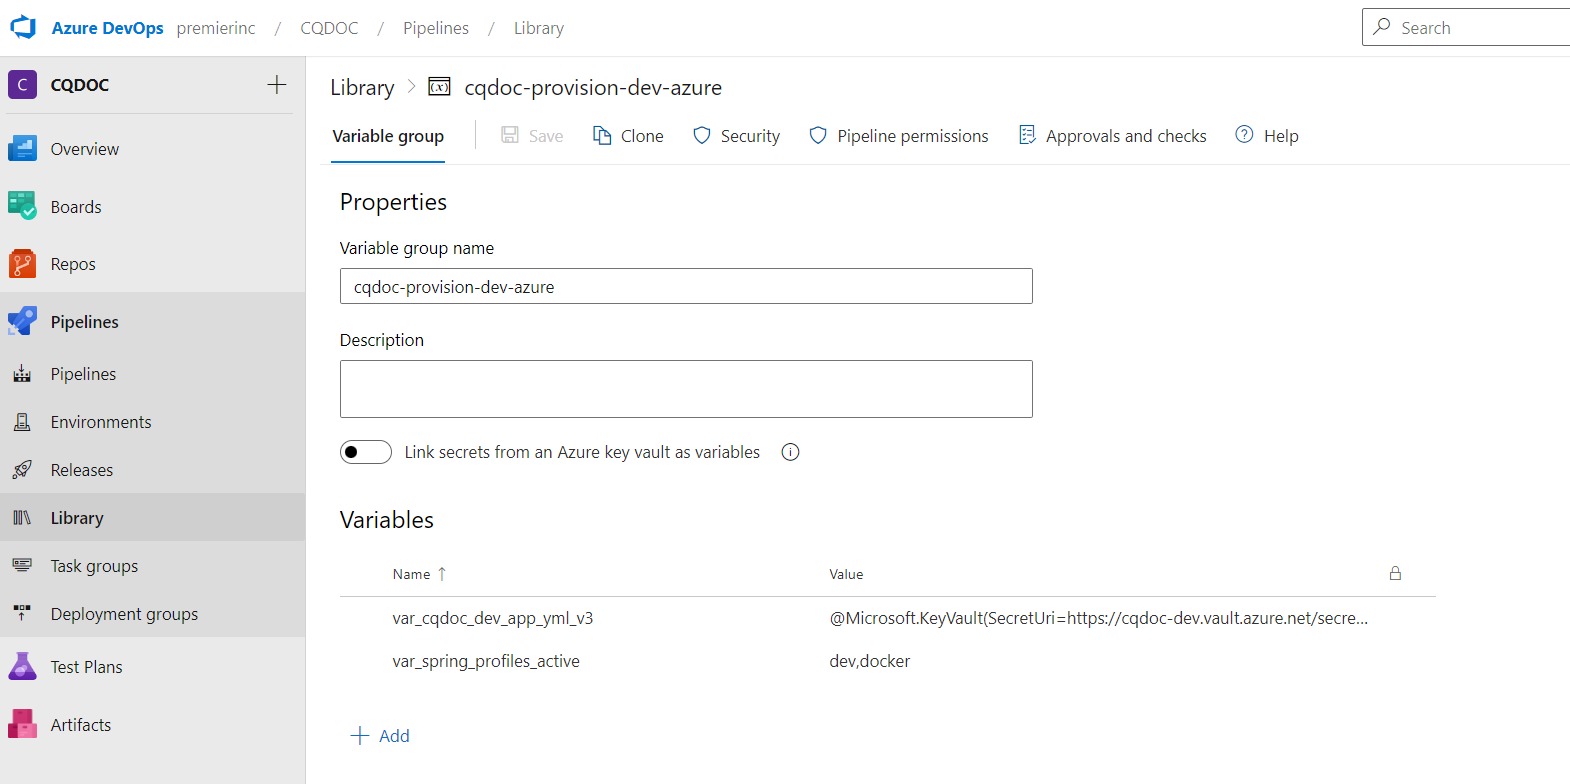 Azure DevOps premierinc / CQDOC / Pipelines / Library
Search
C CQDOC
Overview
Boards
Repos
Pipelines
Pipelines
Environments
Releases
Library
Task groups
Deployment groups
Test Plans
Artifacts
Library > (x) cqdoc-provision-dev-azure
Variable group Save Clone Security Pipeline permissions Approvals and checks Help
Properties
Variable group name
cqdoc-provision-dev-azure
Description
Link secrets from an Azure key vault as variables
Variables
Name ↑ Value
var_cqdoc_dev_app_yml_v3 @Microsoft.KeyVault(SecretUri=https://cqdoc-dev.vault.azure.net/secre...
var_spring_profiles_active dev,docker
+ Add